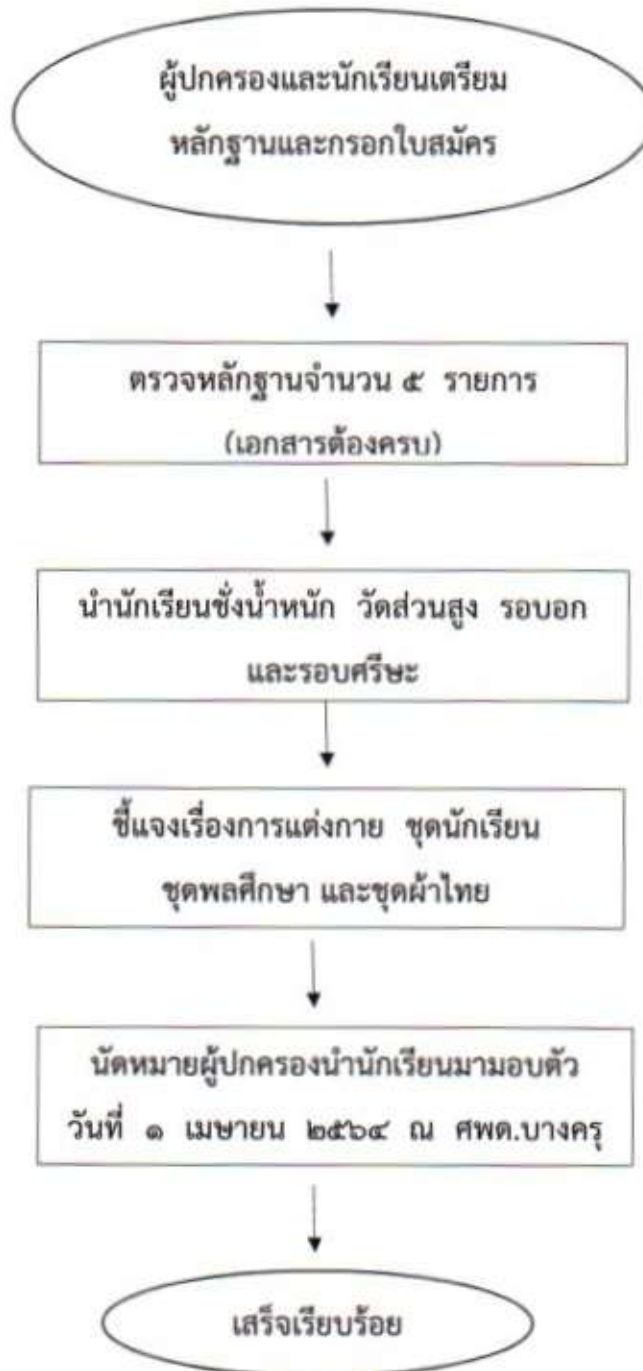 ผู้ปกครองและนักเรียนเตรียม
หลักฐานและกรอกใบสมัคร
ตรวจหลักฐานจำนวน ๕ รายการ
(เอกสารต้องครบ)
นำนักเรียนชั่งน้ำหนัก วัดส่วนสูง รอบอก
และรอบศรีษะ
ชี้แจงเรื่องการแต่งกาย ชุดนักเรียน
ชุดพลศึกษา และชุดผ้าไทย
นัดหมายผู้ปกครองนำนักเรียนมามอบตัว
วันที่ ๑ เมษายน ๒๕๖๔ ณ ศพด.บางครุ
เสร็จเรียบร้อย